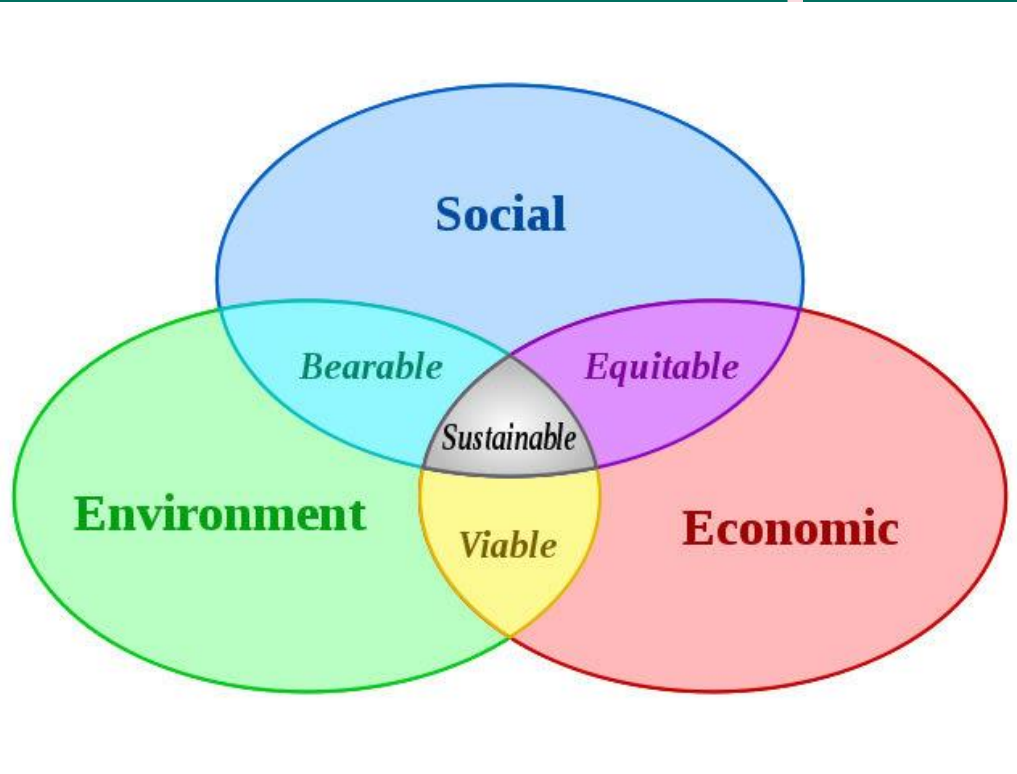 Social
Bearable
Equitable
Sustainable
Environment
Economic
Viable